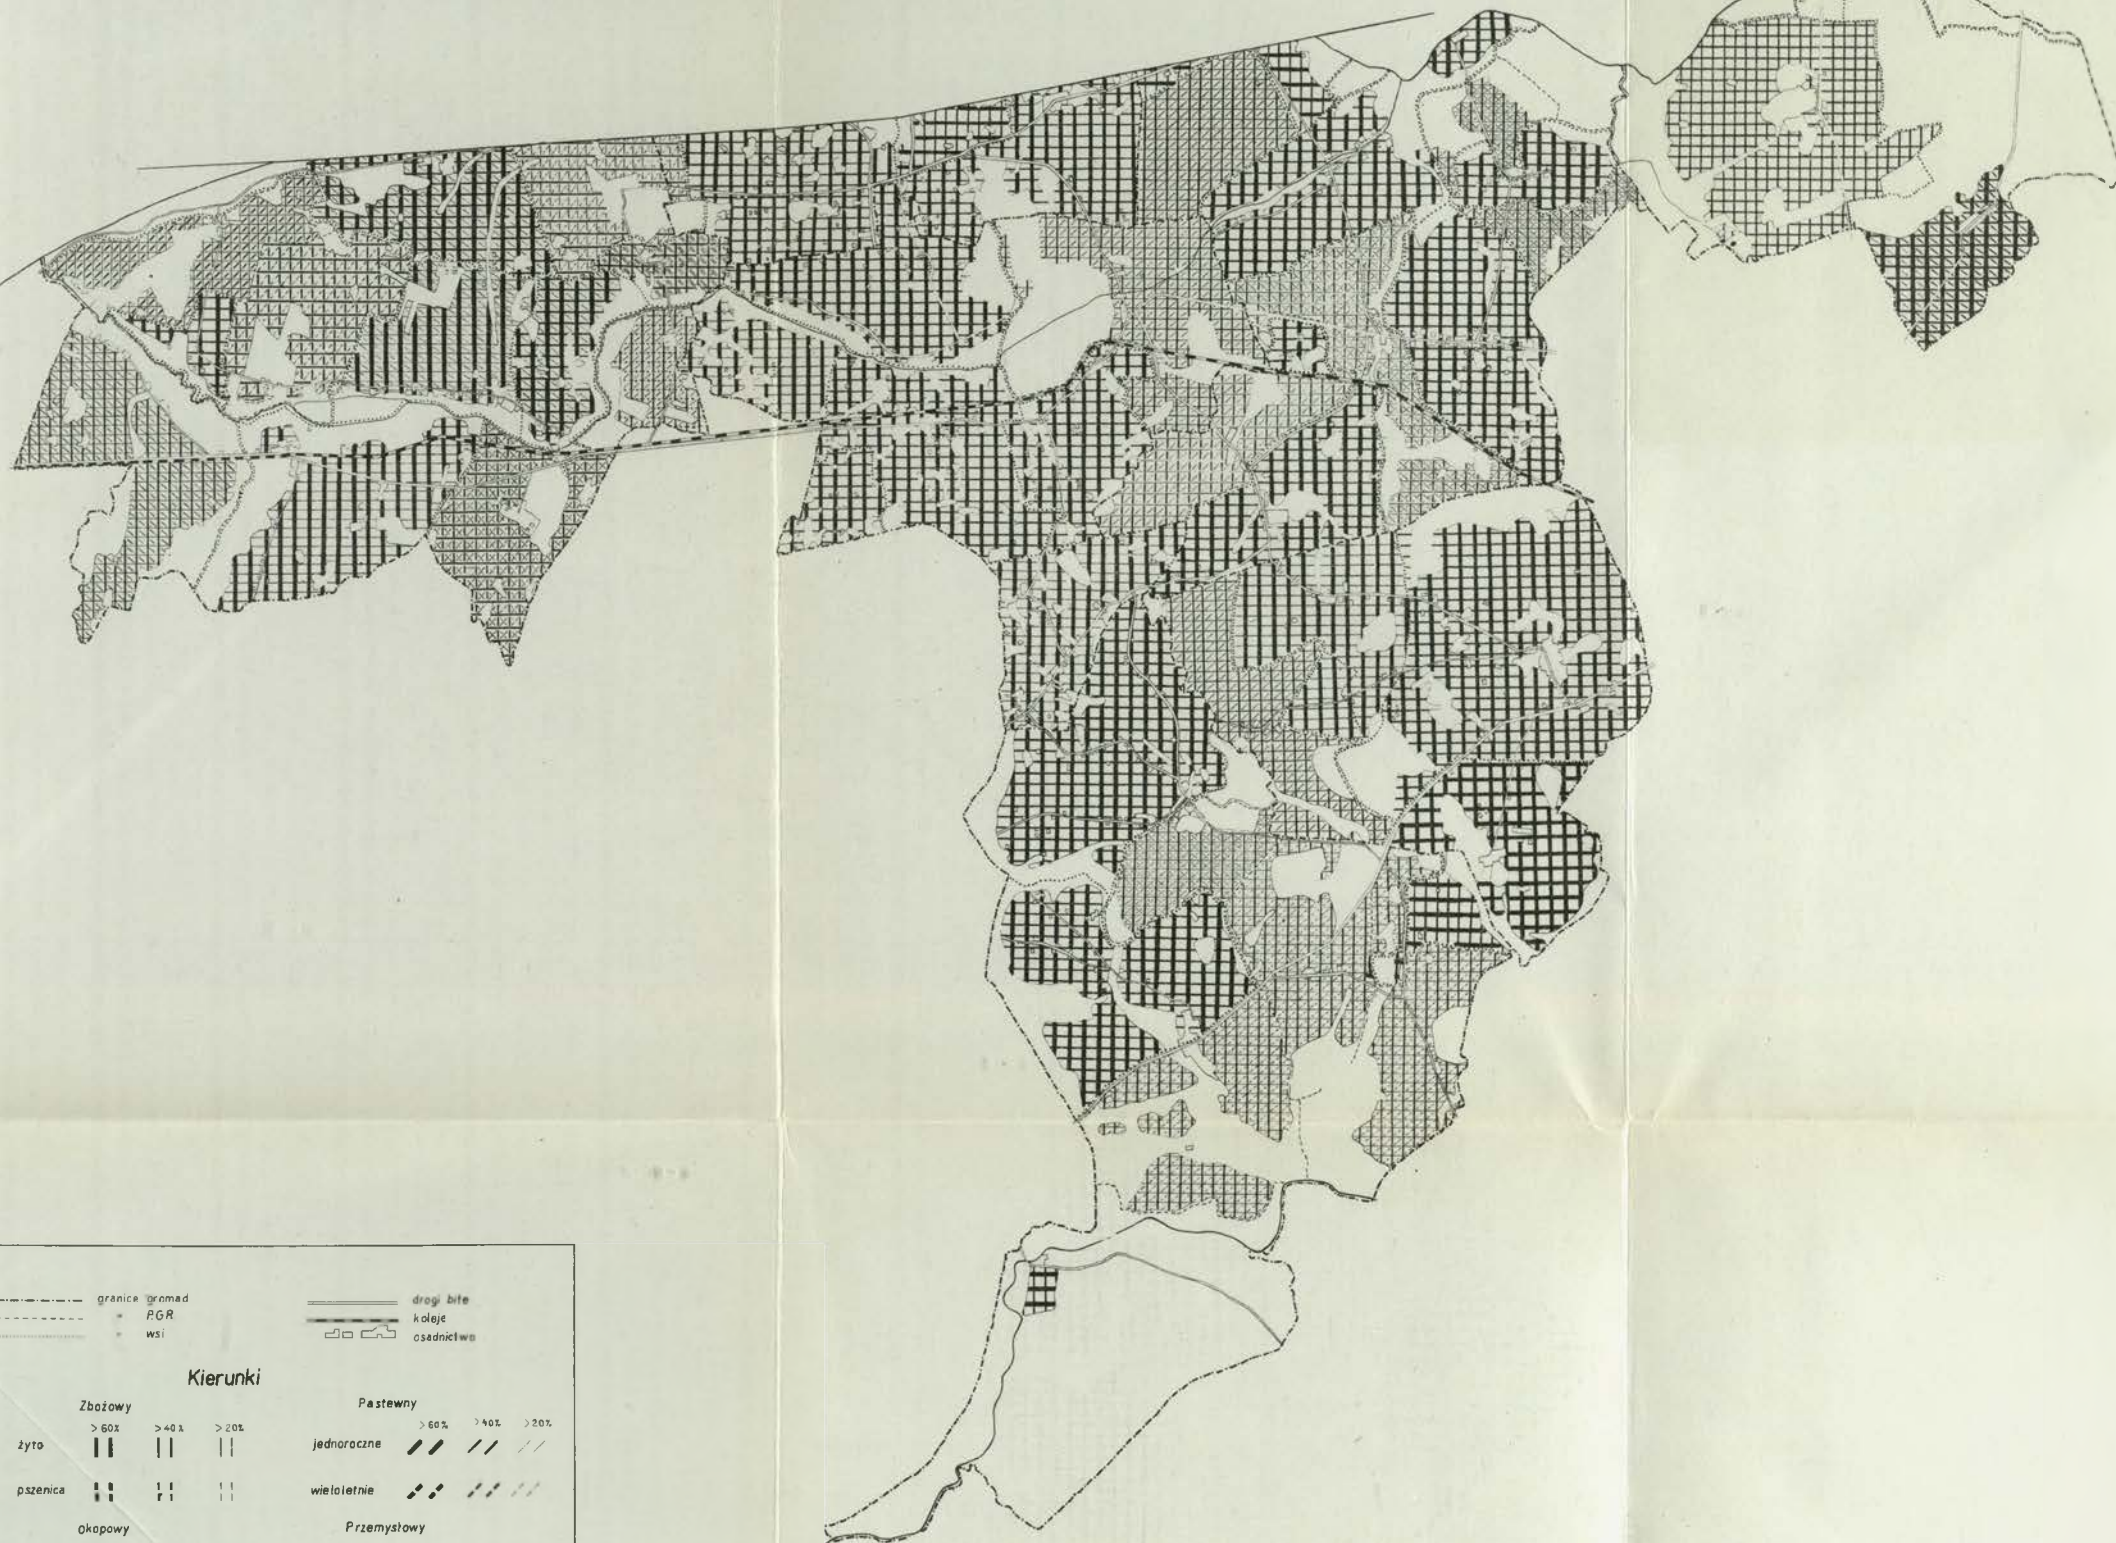 granice gromad
" P.G.R.
" wsi
drogi bite
koleje
osadnictwo
Kierunki
Zbożowy
>60% >40% >20%
żyto
pszenica
Okopowy
Pastewny
>60% >40% >20%
jednoroczne
wieloletnie
Przemysłowy